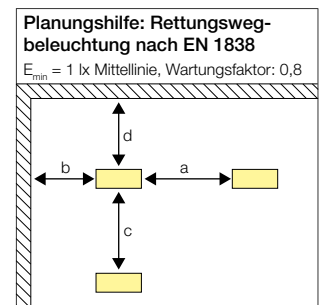 Planungshilfe: Rettungsweg-
beleuchtung nach EN 1838
Emin = 1 lx Mittellinie, Wartungsfaktor: 0,8
d
b a
c